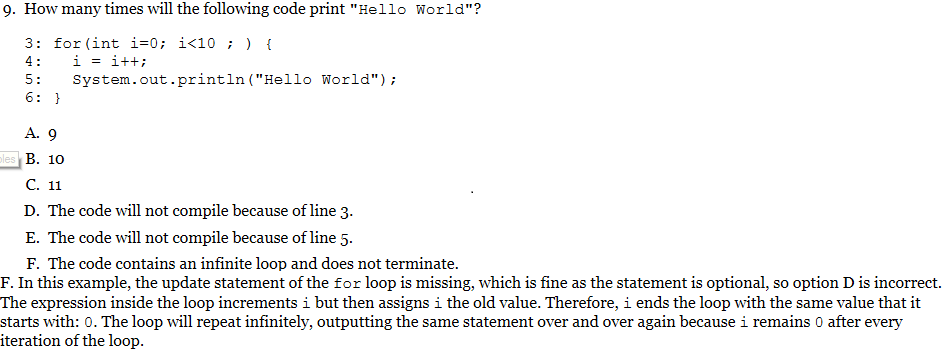 9. How many times will the following code print "Hello World"?
3: for(int i=0; i<10 ; ) {
4:   i = i++;
5:   System.out.println("Hello World");
6: }
A. 9
B. 10
C. 11
D. The code will not compile because of line 3.
E. The code will not compile because of line 5.
F. The code contains an infinite loop and does not terminate.
F. In this example, the update statement of the for loop is missing, which is fine as the statement is optional, so option D is incorrect.
The expression inside the loop increments i but then assigns i the old value. Therefore, i ends the loop with the same value that it
starts with: 0. The loop will repeat infinitely, outputting the same statement over and over again because i remains 0 after every
iteration of the loop.